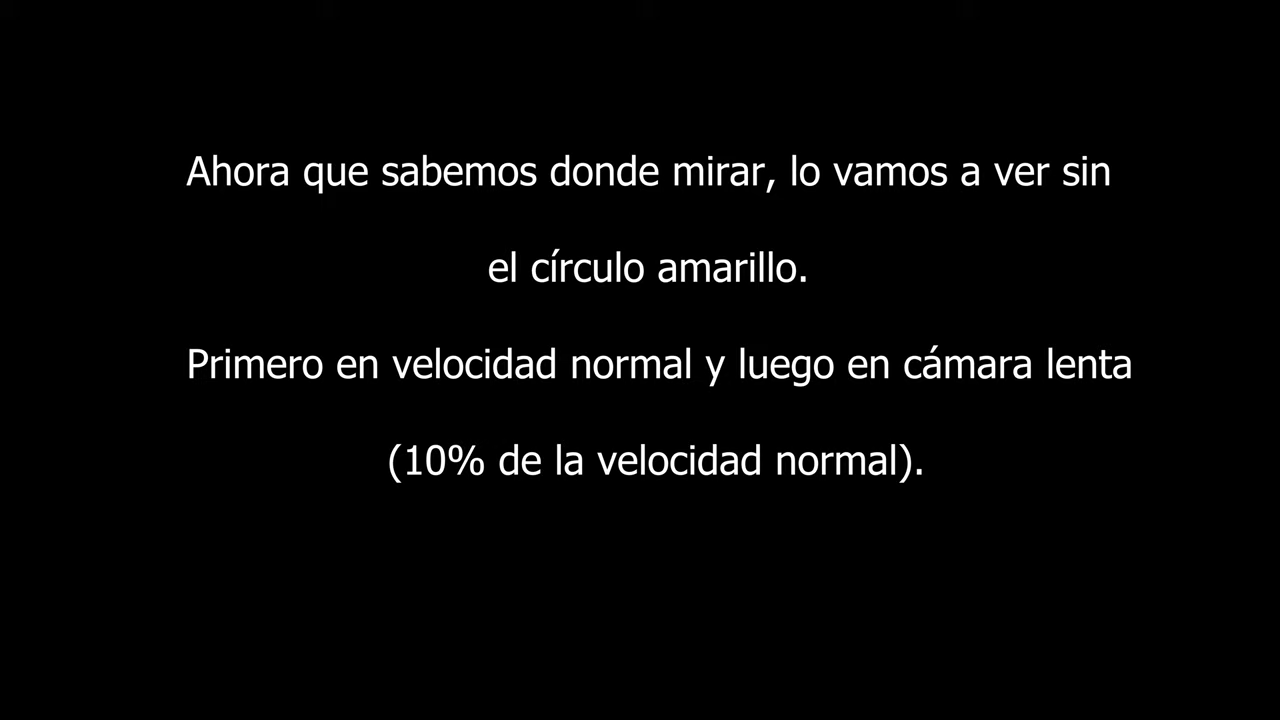 Ahora que sabemos donde mirar, lo vamos a ver sin
el círculo amarillo.
Primero en velocidad normal y luego en cámara lenta
(10% de la velocidad normal).